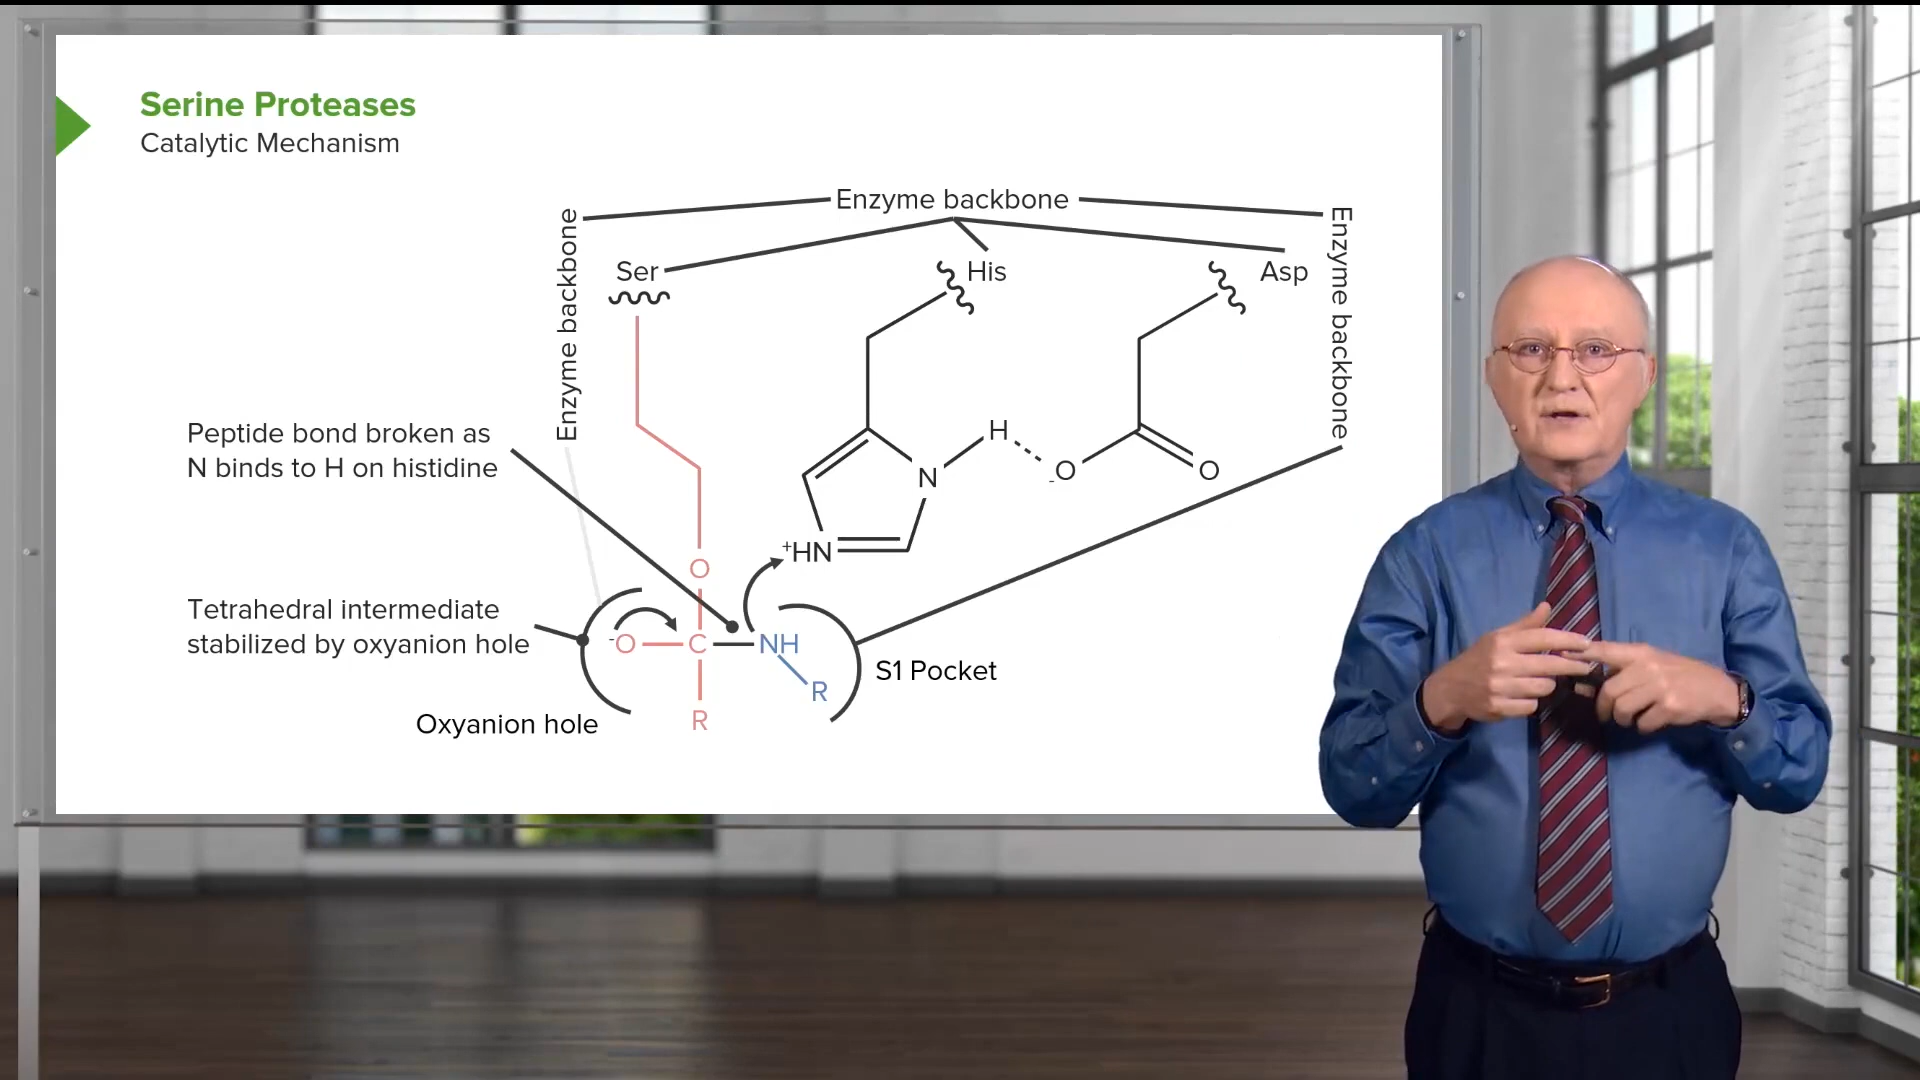 Serine Proteases
Catalytic Mechanism
Enzyme backbone
Enzyme backbone
Enzyme backbone
Ser
His
Asp
Peptide bond broken as
N binds to H on histidine
H
N
-O
O
+HN
O
Tetrahedral intermediate
stabilized by oxyanion hole
-O
C
NH
R
S1 Pocket
R
Oxyanion hole